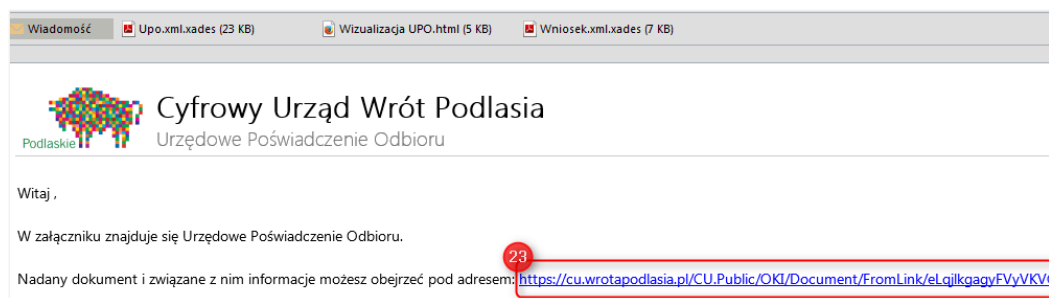 Wiadomość Upo.xml.xades (23 KB) Wizualizacja UPO.html (5 KB) Wniosek.xml.xades (7 KB)
Cyfrowy Urząd Wrót Podlasia
Podlaskie Urzędowe Poświadczenie Odbioru
Witaj ,
W załączniku znajduje się Urzędowe Poświadczenie Odbioru.
23
Nadany dokument i związane z nim informacje możesz obejrzeć pod adresem: https://cu.wrotapodlasia.pl/CU.Public/OKI/Document/FromLink/eLqjlkgagyFVyVKV